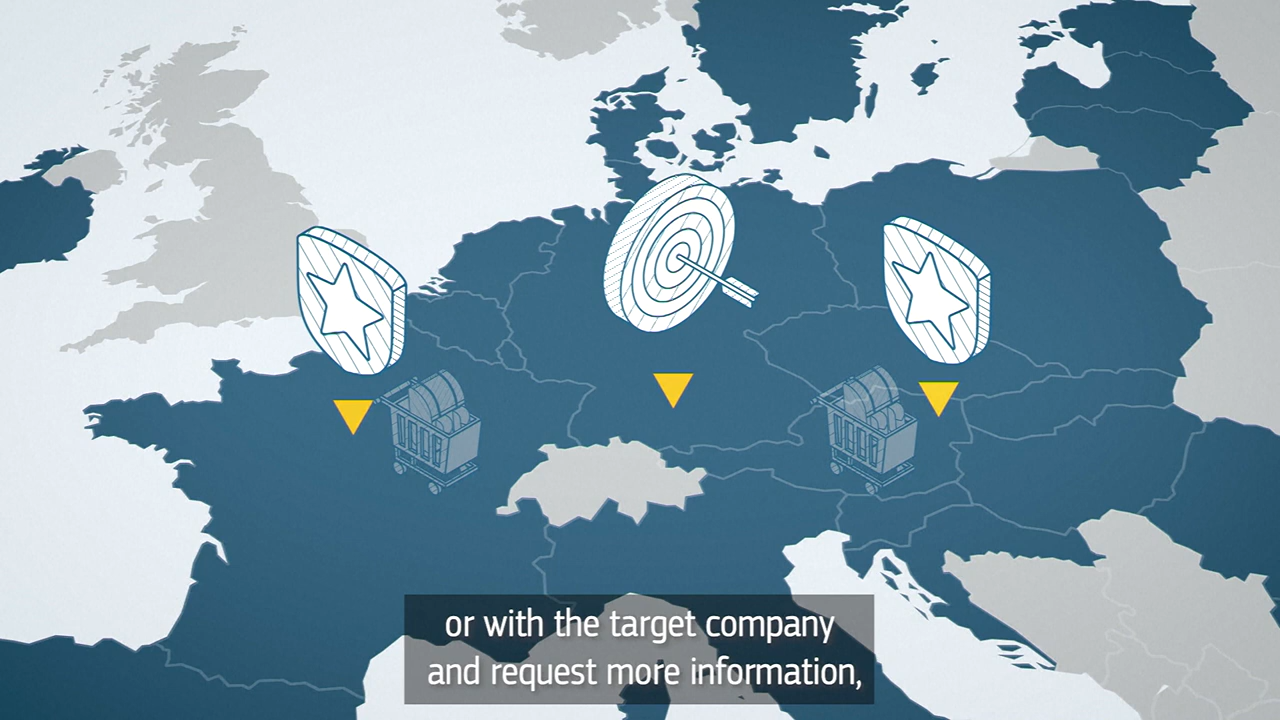 or with the target company
and request more information,